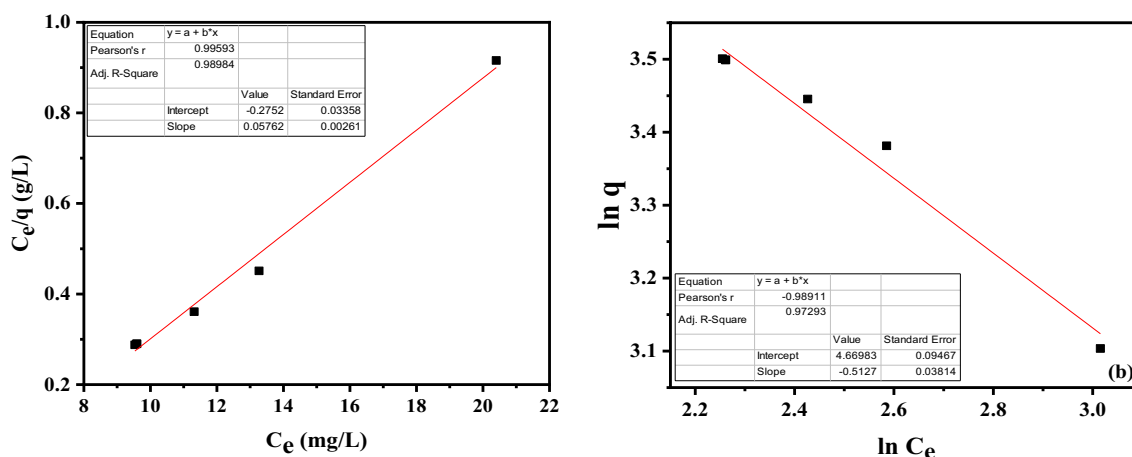 Equation y = a + b*x
Pearson's r 0.99593
Adj. R-Square 0.98984
Value Standard Error
Intercept -0.2752 0.03358
Slope 0.05762 0.00261
1.0
0.8
0.6
0.4
0.2
8 10 12 14 16 18 20 22
Ce/q (g/L)
Ce (mg/L)
3.5
3.4
3.3
3.2
3.1
2.2 2.4 2.6 2.8 3.0
ln q
ln Ce
Equation y = a + b*x
Pearson's r -0.98911
Adj. R-Square 0.97293
Value Standard Error
Intercept 4.66983 0.09467
Slope -0.5127 0.03814
(b)